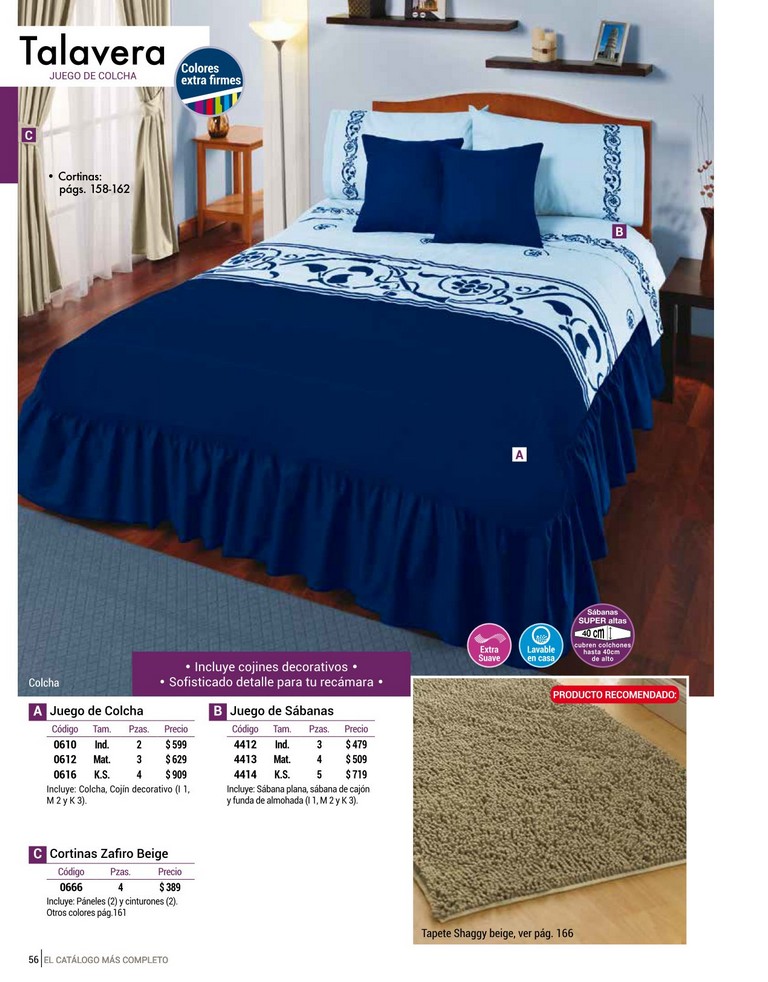 Talavera
JUEGO DE COLCHA
Colores
extra firmes
C
• Cortinas:
págs. 158-162
B
A
Extra
Suave
Lavable
en casa
Sábanas
SUPER altas
40 cm
cubren colchones
hasta 40cm
de alto
• Incluye cojines decorativos •
• Sofisticado detalle para tu recámara •
Colcha
PRODUCTO RECOMENDADO:
A Juego de Colcha
Código Tam. Pzas. Precio
0610 Ind. 2 $599
0612 Mat. 3 $629
0616 K.S. 4 $909
Incluye: Colcha, Cojín decorativo (I 1,
M 2 y K 3).
B Juego de Sábanas
Código Tam. Pzas. Precio
4412 Ind. 3 $479
4413 Mat. 4 $509
4414 K.S. 5 $719
Incluye: Sábana plana, sábana de cajón
y funda de almohada (I 1, M 2 y K 3).
C Cortinas Zafiro Beige
Código Pzas. Precio
0666 4 $389
Incluye: Páneles (2) y cinturones (2).
Otros colores pág.161
Tapete Shaggy beige, ver pág. 166
56 EL CATÁLOGO MÁS COMPLETO